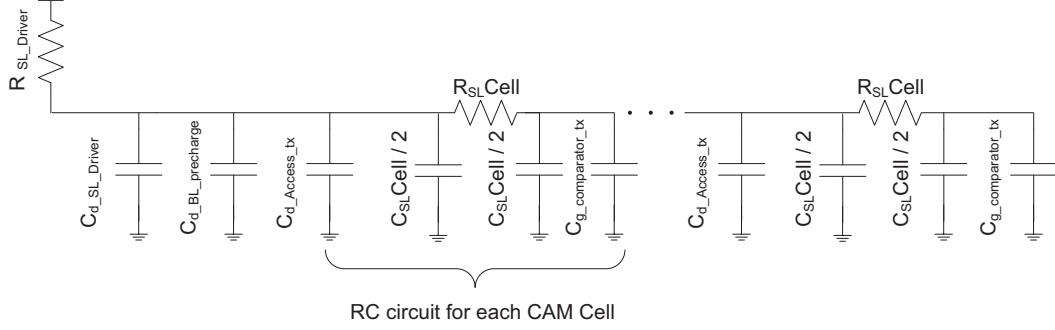 R SL_Driver
Cd_SL_Driver
Cd_BL_precharge
Cd_Access_tx
CSLCell / 2
RSLCell
CSLCell / 2
Cg_comparator_tx
. . .
Cd_Access_tx
CSLCell / 2
RSLCell
CSLCell / 2
Cg_comparator_tx
RC circuit for each CAM Cell